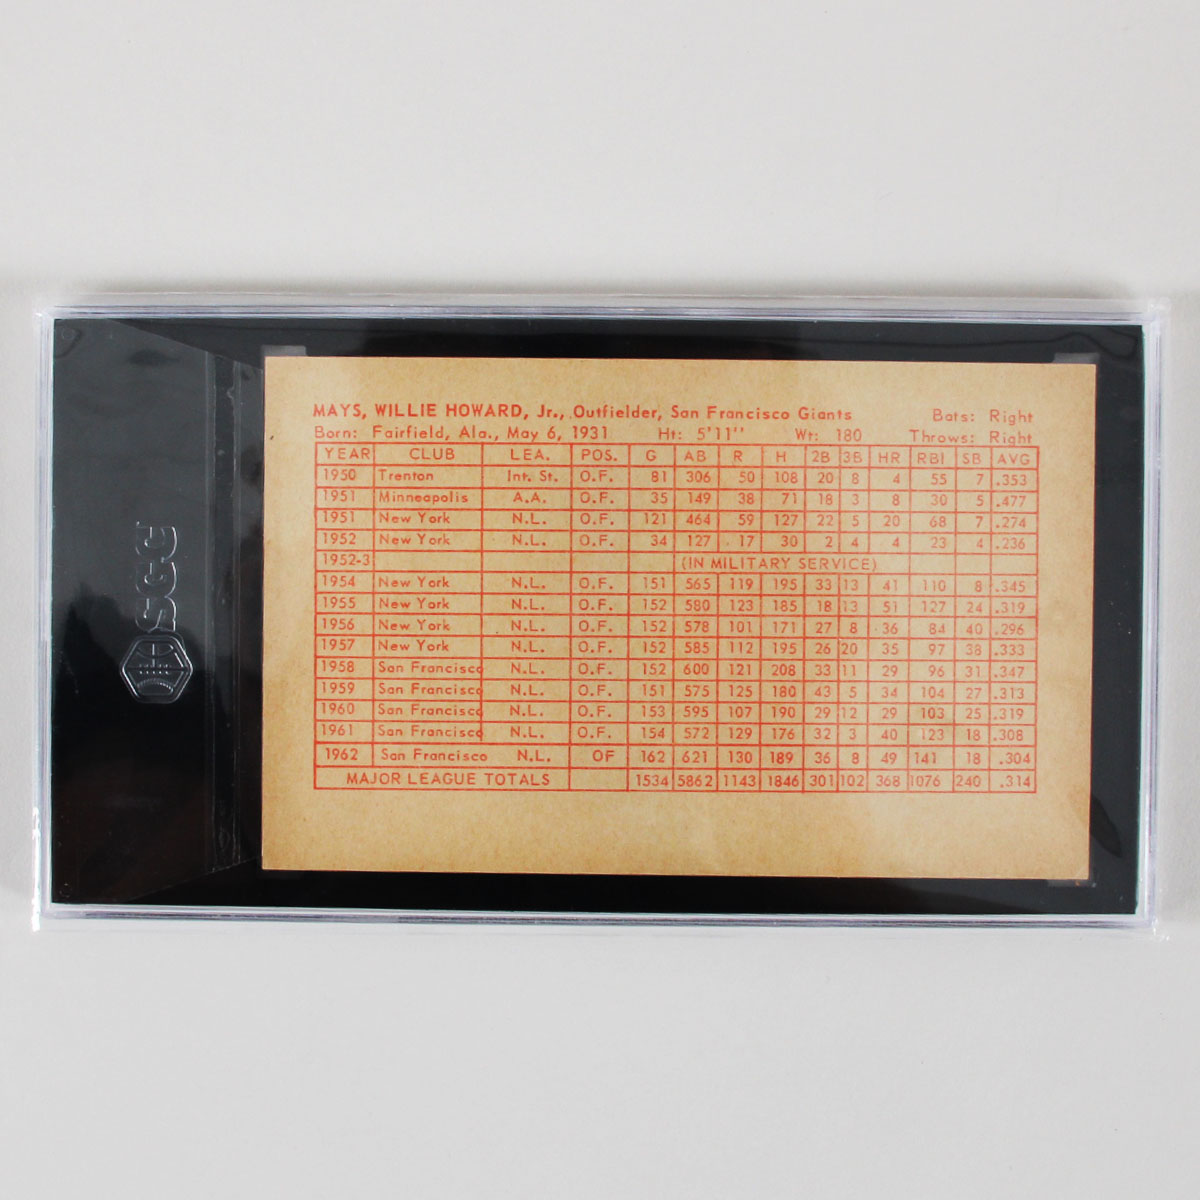 MAYS, WILLIE HOWARD, Jr., Outfielder, San Francisco Giants Bats: Right
Born: Fairfield, Ala., May 6, 1931 Ht: 5'11'' Wt: 180 Throws: Right
YEAR CLUB LEA. POS. G AB R H 2B 3B HR RBI SB AVG
1950 Trenton Int. St. O.F. 81 306 50 108 20 8 4 55 7 .353
1951 Minneapolis A.A. O.F. 35 149 38 71 18 3 8 30 5 .477
1951 New York N.L. O.F. 121 464 59 127 22 5 20 68 7 .274
1952 New York N.L. O.F. 34 127 17 30 2 4 4 23 4 .236
1952-3 (IN MILITARY SERVICE)
1954 New York N.L. O.F. 151 565 119 195 33 13 41 110 8 .345
1955 New York N.L. O.F. 152 580 123 185 18 13 51 127 24 .319
1956 New York N.L. O.F. 152 578 101 171 27 8 36 84 40 .296
1957 New York N.L. O.F. 152 585 112 195 26 20 35 97 38 .333
1958 San Francisco N.L. O.F. 152 600 121 208 33 11 29 96 31 .347
1959 San Francisco N.L. O.F. 151 575 125 180 43 5 34 104 27 .313
1960 San Francisco N.L. O.F. 153 595 107 190 29 12 29 103 25 .319
1961 San Francisco N.L. O.F. 154 572 129 176 32 3 40 123 18 .308
1962 San Francisco N.L. OF 162 621 130 189 36 8 49 141 18 .304
MAJOR LEAGUE TOTALS 1534 5862 1143 1846 301 102 368 1076 240 .314
SGC